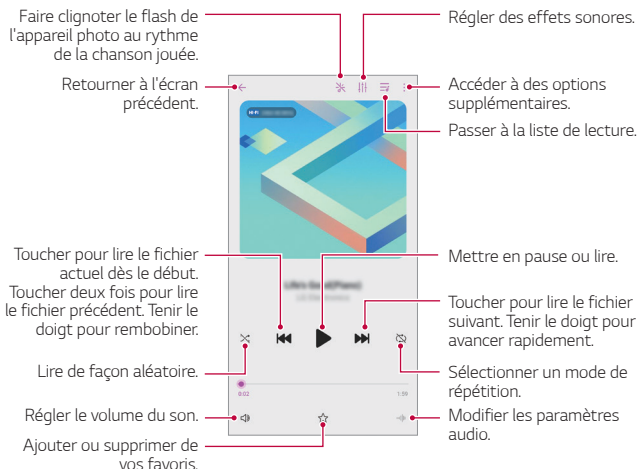 Faire clignoter le flash de
l'appareil photo au rythme
de la chanson jouée.
Régler des effets sonores.
Retourner à l'écran
précédent.
Accéder à des options
supplémentaires.
Passer à la liste de lecture.
HI-FI
Toucher pour lire le fichier
actuel dès le début.
Toucher deux fois pour lire
le fichier précédent. Tenir le
doigt pour rembobiner.
Mettre en pause ou lire.
Toucher pour lire le fichier
suivant. Tenir le doigt pour
avancer rapidement.
Lire de façon aléatoire.
Sélectionner un mode de
répétition.
0:02
1:59
Régler le volume du son.
Modifier les paramètres
audio.
Ajouter ou supprimer de
vos favoris.